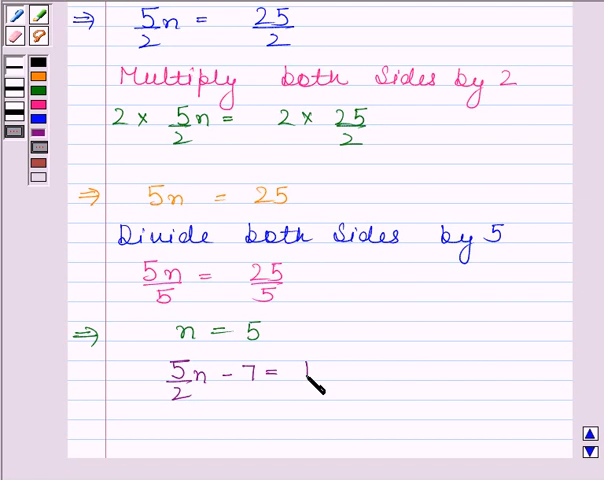 ⇒ 5/2 n = 25/2
Multiply both sides by 2
2 × 5/2 n = 2 × 25/2
⇒ 5n = 25
Divide both sides by 5
5n/5 = 25/5
⇒ n = 5
5/2 n - 7 =